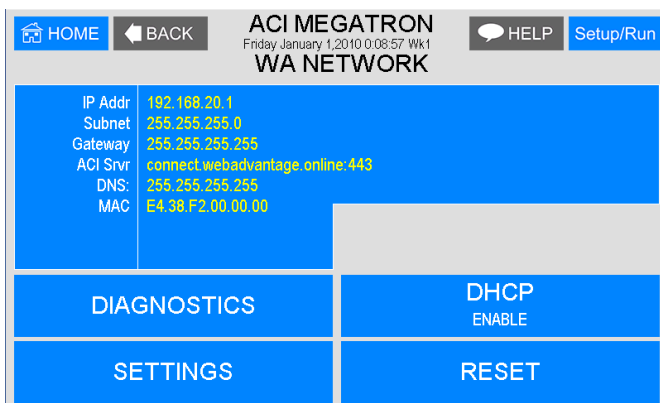 HOME
BACK
ACI MEGATRON
Friday January 1,2010 0:08:57 Wk1
WA NETWORK
HELP
Setup/Run
IP Addr 192.168.20.1
Subnet 255.255.255.0
Gateway 255.255.255.255
ACI Srvr connect.webadvantage.online:443
DNS: 255.255.255.255
MAC E4.38.F2.00.00.00
DIAGNOSTICS
DHCP
ENABLE
SETTINGS
RESET